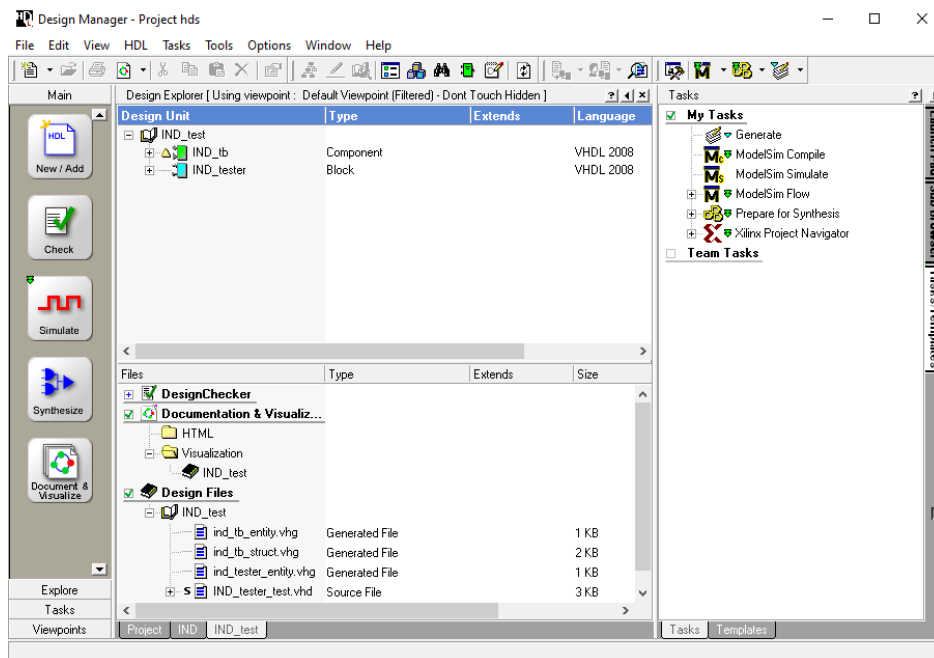 Design Manager - Project hds
File Edit View HDL Tasks Tools Options Window Help
Main
HDL
New / Add
Check
Simulate
Synthesize
Document & Visualize
Explore
Tasks
Viewpoints
Design Explorer [ Using viewpoint : Default Viewpoint (Filtered) - Dont Touch Hidden ]
Design Unit Type Extends Language
IND_test
IND_tb Component VHDL 2008
IND_tester Block VHDL 2008
Files Type Extends Size
DesignChecker
Documentation & Visualiz...
HTML
Visualization
IND_test
Design Files
IND_test
ind_tb_entity.vhg Generated File 1 KB
ind_tb_struct.vhg Generated File 2 KB
ind_tester_entity.vhg Generated File 1 KB
S IND_tester_test.vhd Source File 3 KB
Project IND IND_test
Tasks
My Tasks
Generate
ModelSim Compile
ModelSim Simulate
ModelSim Flow
Prepare for Synthesis
Xilinx Project Navigator
Team Tasks
Tasks Templates
Tasks/Templates